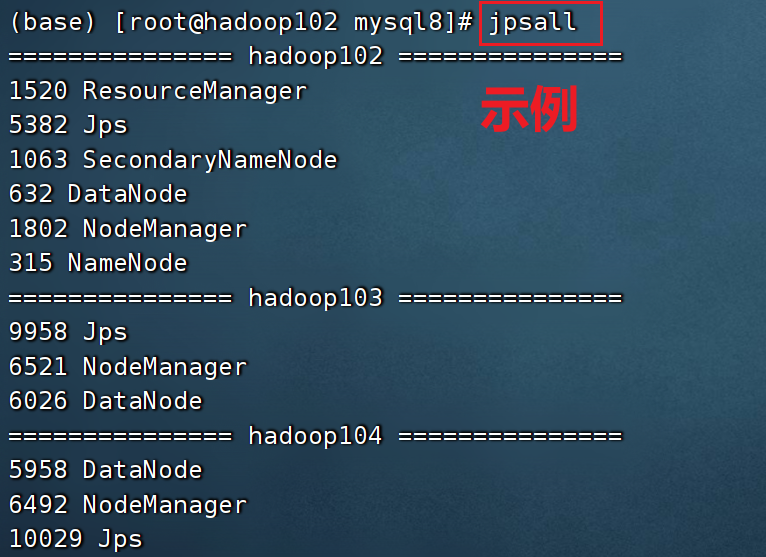 (base) [root@hadoop102 mysql8]# jpsall
=============== hadoop102 ===============
示例
1520 ResourceManager
5382 Jps
1063 SecondaryNameNode
632 DataNode
1802 NodeManager
315 NameNode
=============== hadoop103 ===============
9958 Jps
6521 NodeManager
6026 DataNode
=============== hadoop104 ===============
5958 DataNode
6492 NodeManager
10029 Jps